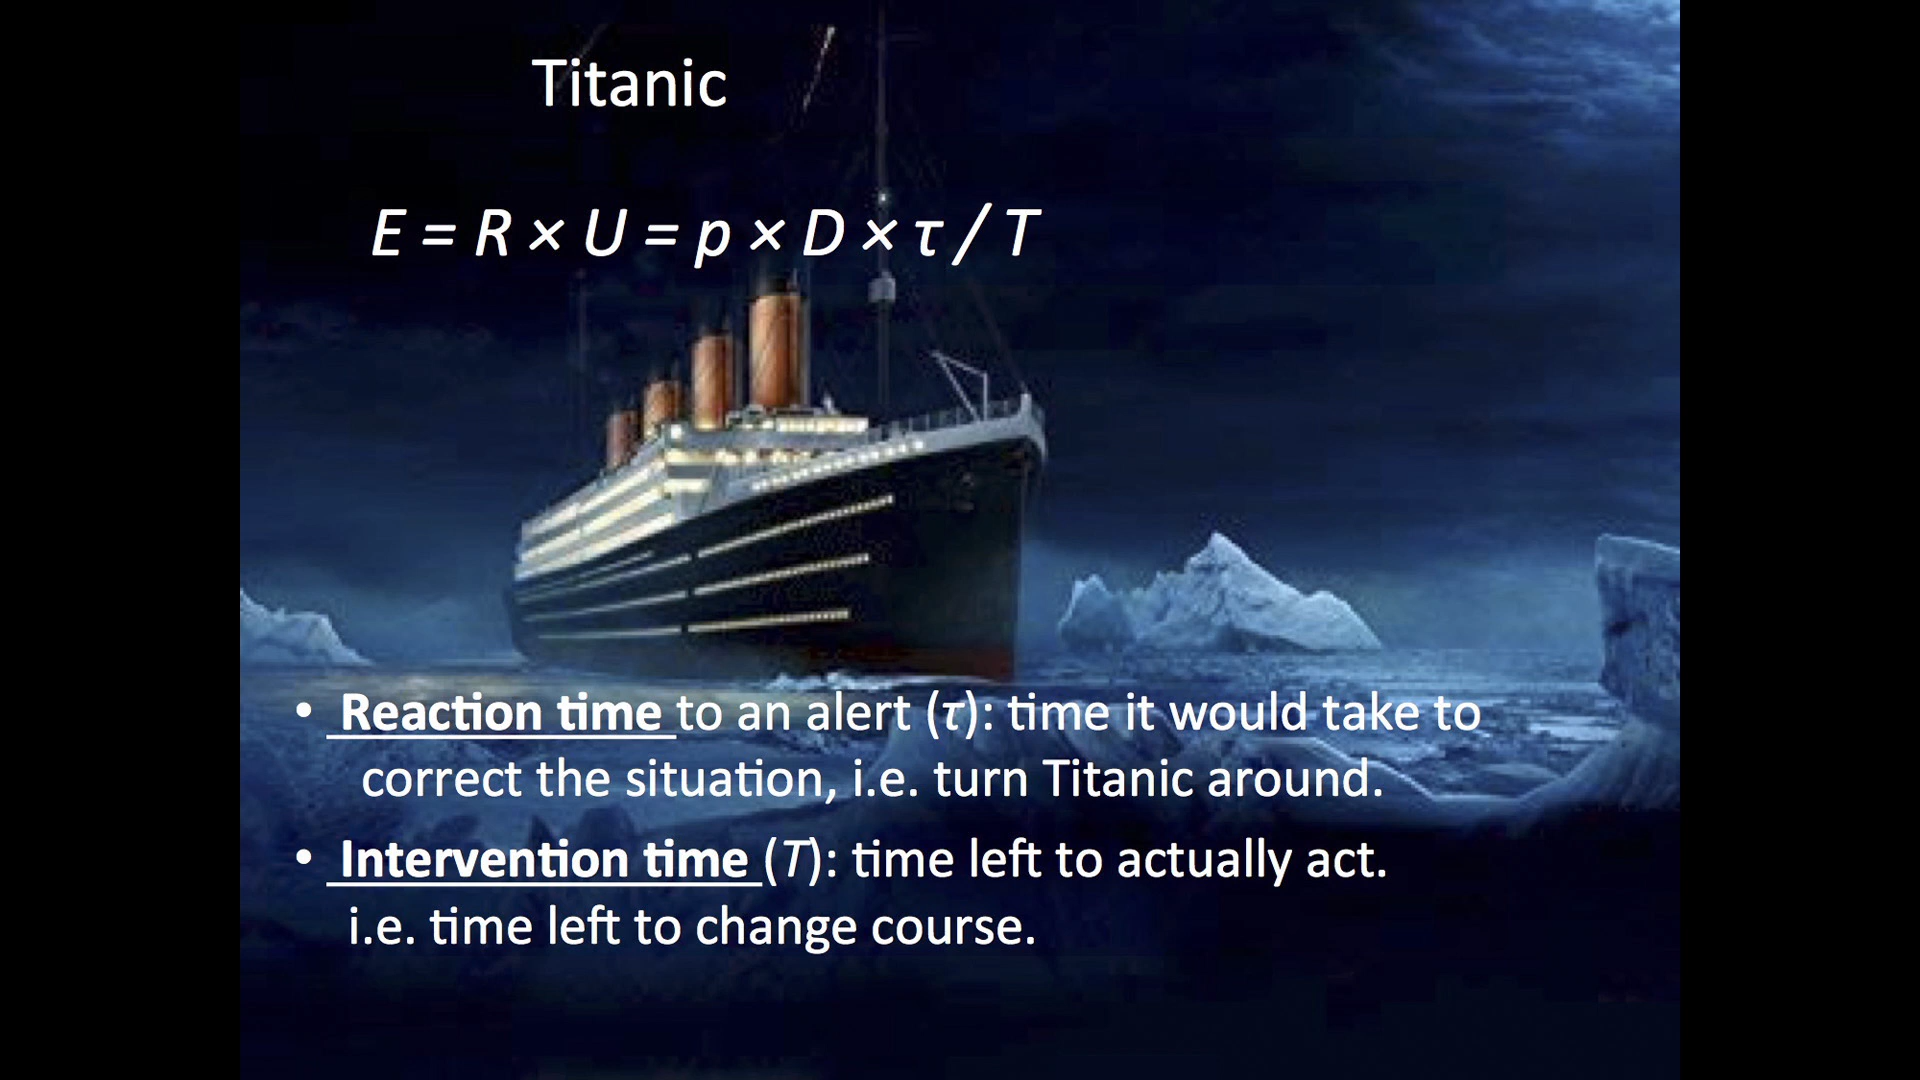 Titanic
E = R × U = p × D × τ / T
• Reaction time to an alert (τ): time it would take to
correct the situation, i.e. turn Titanic around.
• Intervention time (T): time left to actually act.
i.e. time left to change course.